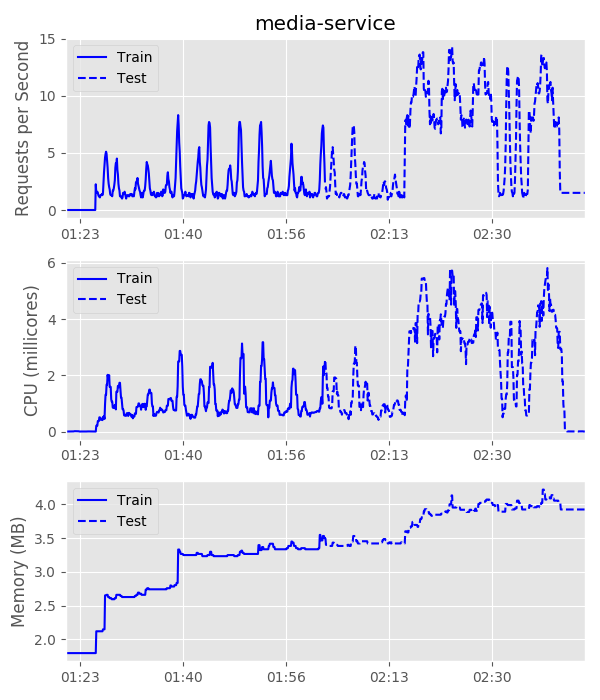 media-service
Requests per Second
15
10
5
0
Train
Test
01:23 01:40 01:56 02:13 02:30
CPU (millicores)
6
4
2
0
Train
Test
01:23 01:40 01:56 02:13 02:30
Memory (MB)
4.0
3.5
3.0
2.5
2.0
Train
Test
01:23 01:40 01:56 02:13 02:30